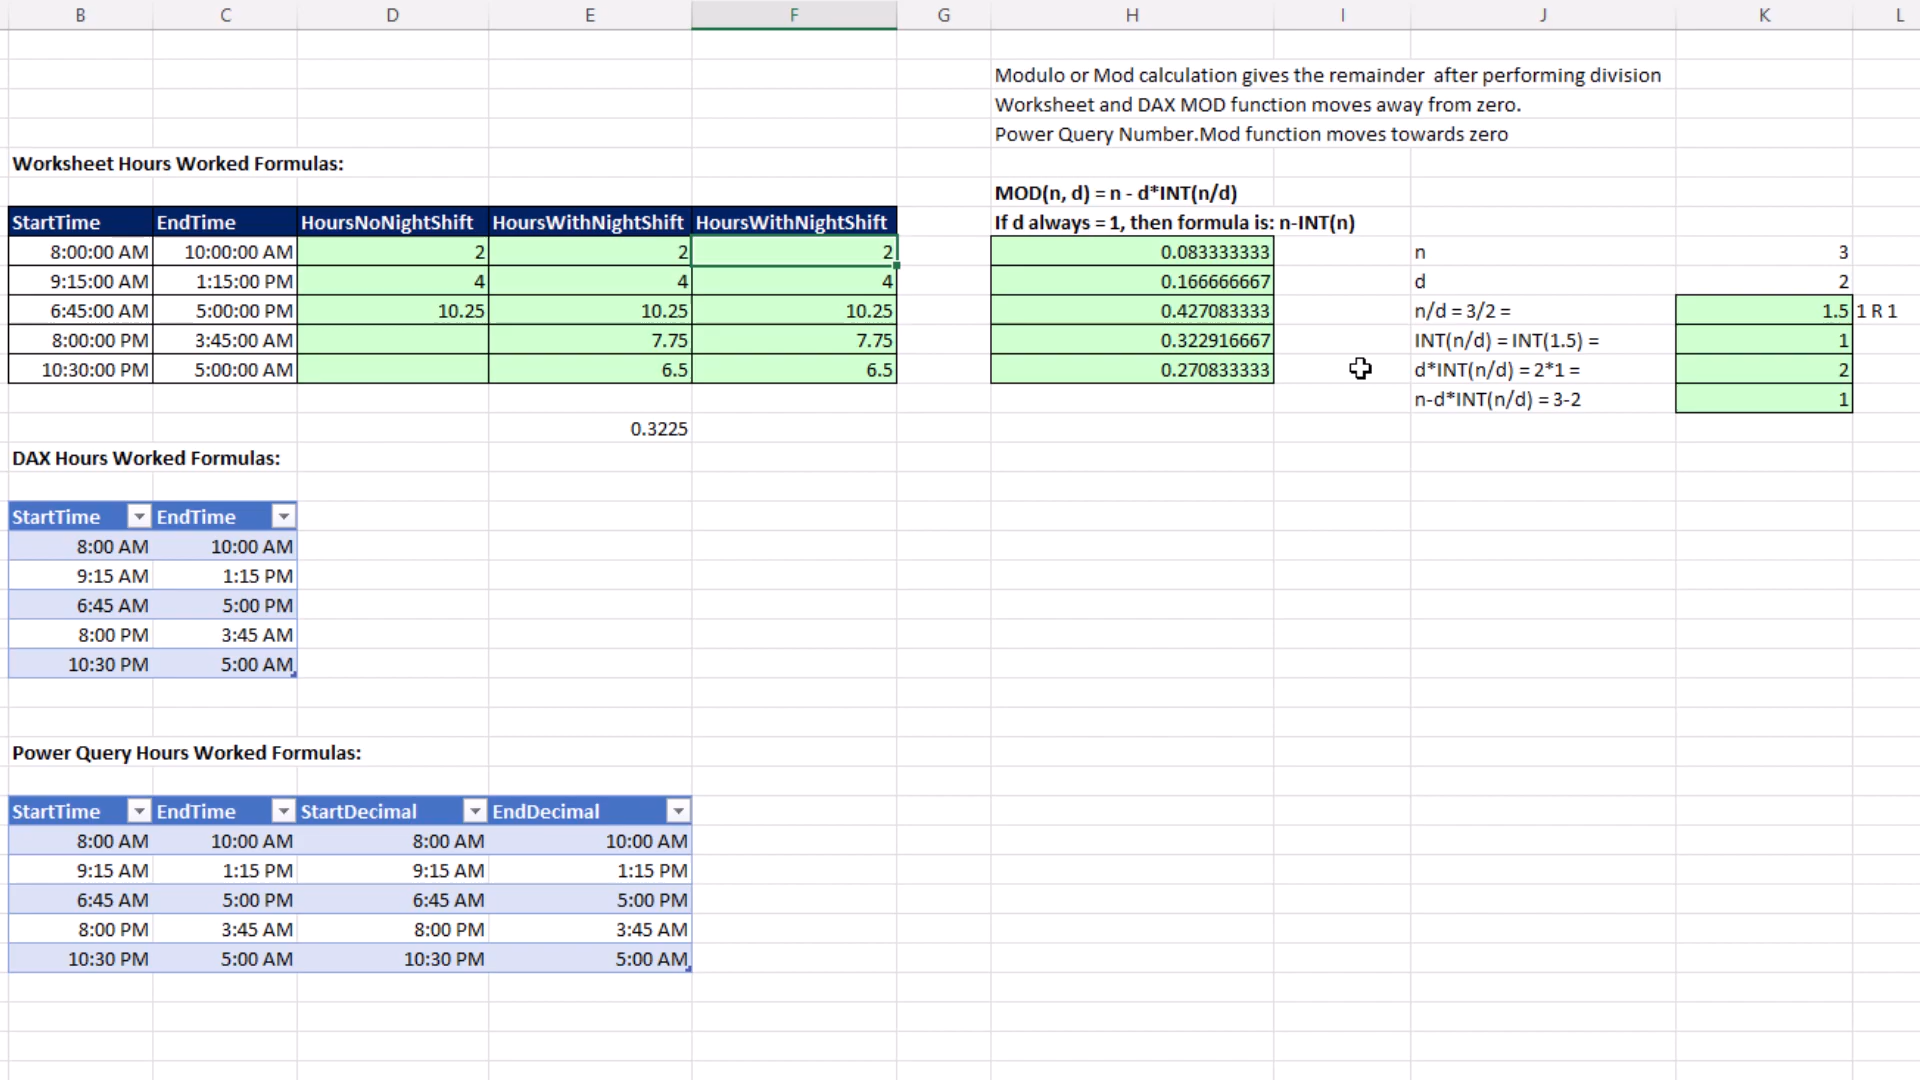 B C D E F G H I J K L
Modulo or Mod calculation gives the remainder after performing division
Worksheet and DAX MOD function moves away from zero.
Power Query Number.Mod function moves towards zero
Worksheet Hours Worked Formulas:
MOD(n, d) = n - d*INT(n/d)
StartTime EndTime HoursNoNightShift HoursWithNightShift HoursWithNightShift If d always = 1, then formula is: n-INT(n)
8:00:00 AM 10:00:00 AM 2 2 2 0.083333333 n 3
9:15:00 AM 1:15:00 PM 4 4 4 0.166666667 d 2
6:45:00 AM 5:00:00 PM 10.25 10.25 10.25 0.427083333 n/d = 3/2 = 1.5 1 R 1
8:00:00 PM 3:45:00 AM 7.75 7.75 0.322916667 INT(n/d) = INT(1.5) = 1
10:30:00 PM 5:00:00 AM 6.5 6.5 0.270833333 d*INT(n/d) = 2*1 = 2
n-d*INT(n/d) = 3-2 1
0.3225
DAX Hours Worked Formulas:
StartTime EndTime
8:00 AM 10:00 AM
9:15 AM 1:15 PM
6:45 AM 5:00 PM
8:00 PM 3:45 AM
10:30 PM 5:00 AM
Power Query Hours Worked Formulas:
StartTime EndTime StartDecimal EndDecimal
8:00 AM 10:00 AM 8:00 AM 10:00 AM
9:15 AM 1:15 PM 9:15 AM 1:15 PM
6:45 AM 5:00 PM 6:45 AM 5:00 PM
8:00 PM 3:45 AM 8:00 PM 3:45 AM
10:30 PM 5:00 AM 10:30 PM 5:00 AM